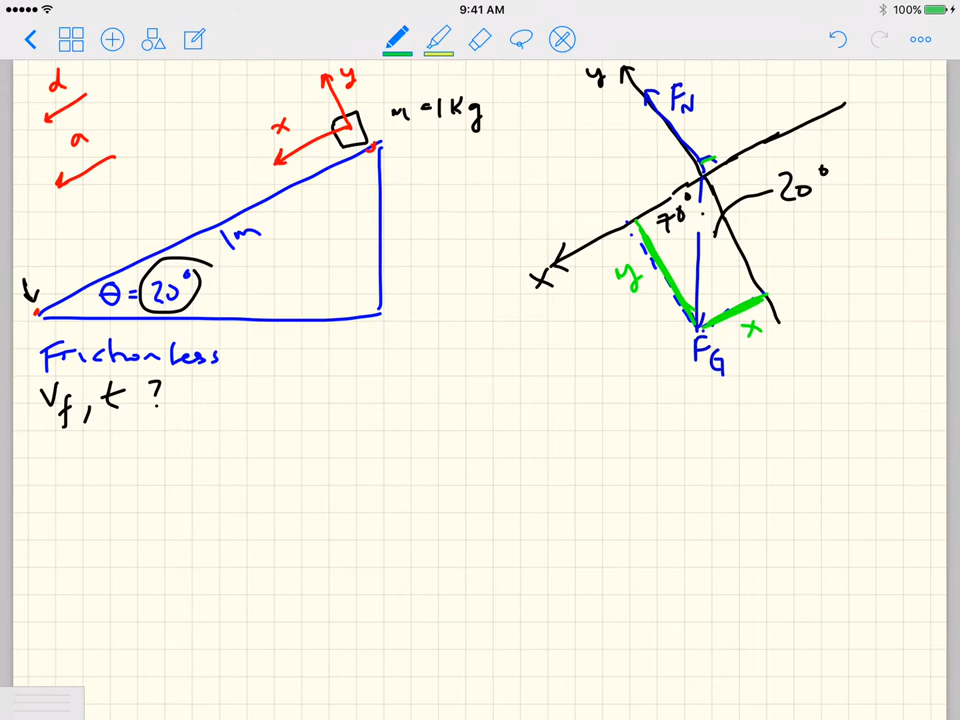 9:41 AM
100%
d
a
y
x
m = 1 Kg
1m
θ = 20°
Frictionless
Vf, t ?
y
FN
20°
70°
x
y
x
FG